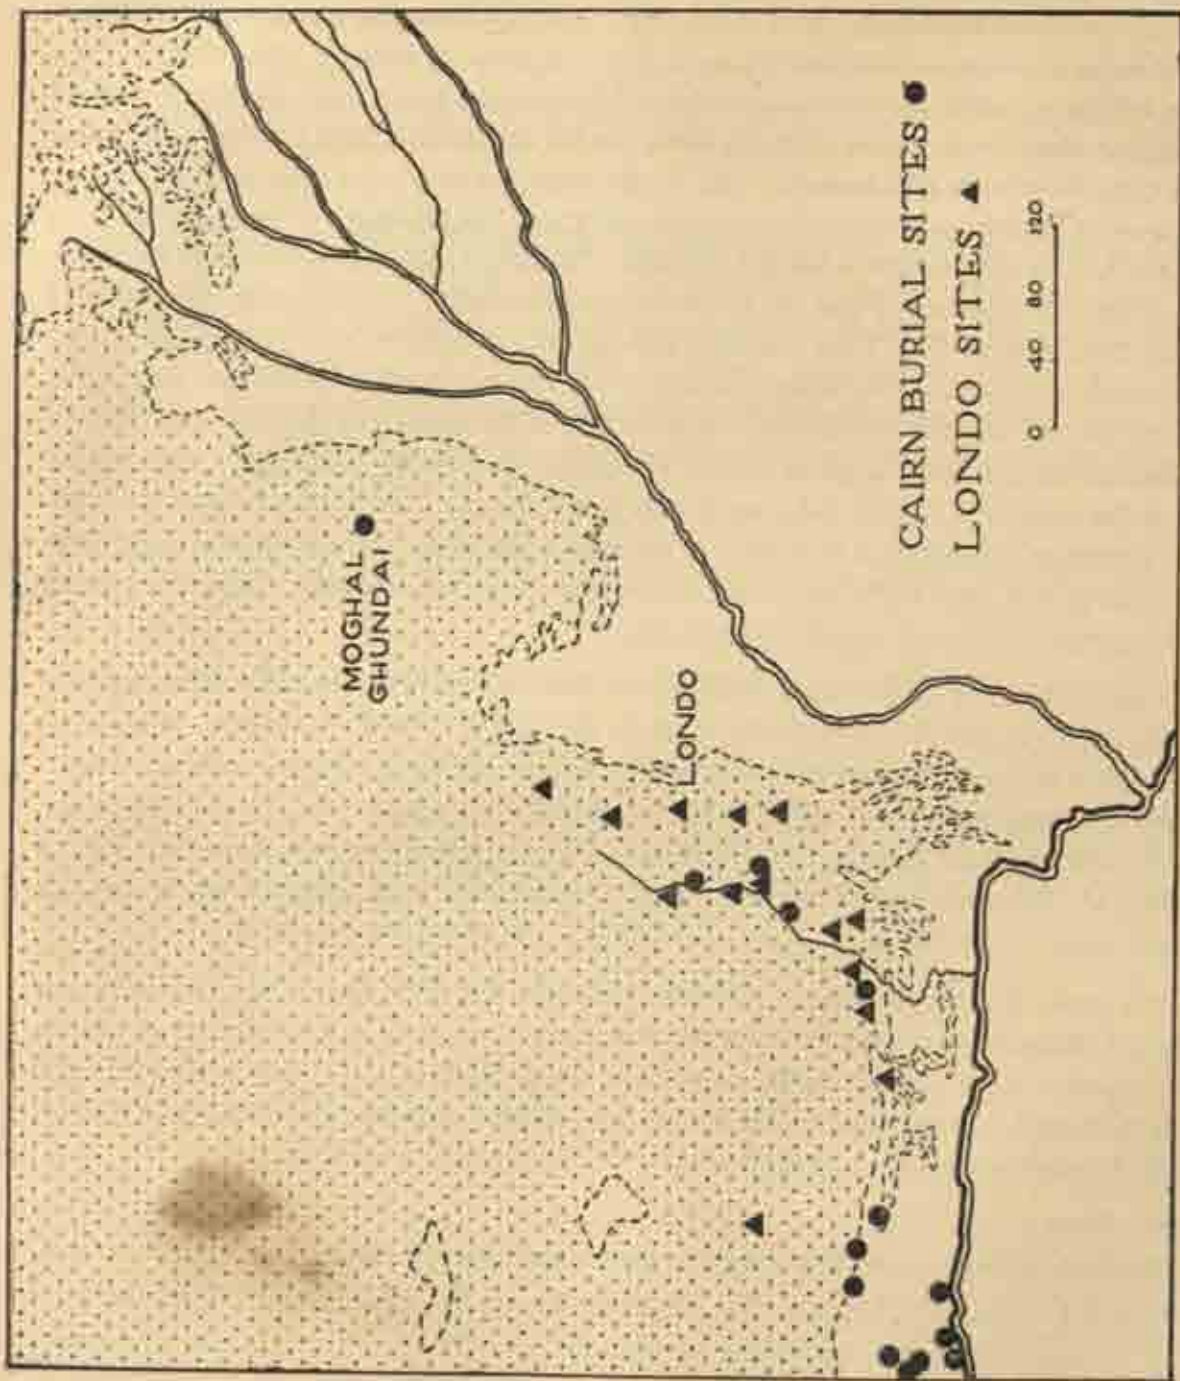 MOGHAL
GHUNDAI
LONDO
CAIRN BURIAL SITES
LONDO SITES
0 40 80 120